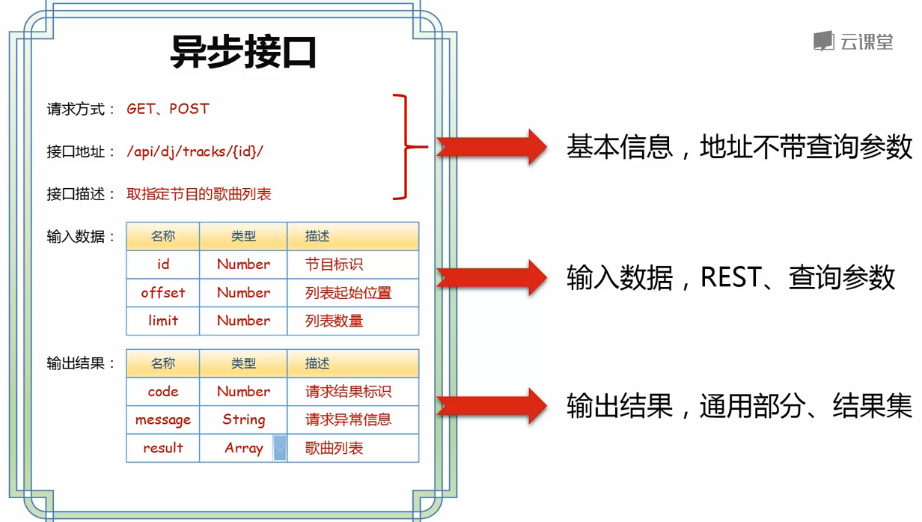 异步接口
云课堂
请求方式： GET、POST
接口地址： /api/dj/tracks/{id}/
接口描述： 取指定节目的歌曲列表
基本信息，地址不带查询参数
输入数据：
名称 类型 描述
id Number 节目标识
offset Number 列表起始位置
limit Number 列表数量
输入数据，REST、查询参数
输出结果：
名称 类型 描述
code Number 请求结果标识
message String 请求异常信息
result Array 歌曲列表
输出结果，通用部分、结果集